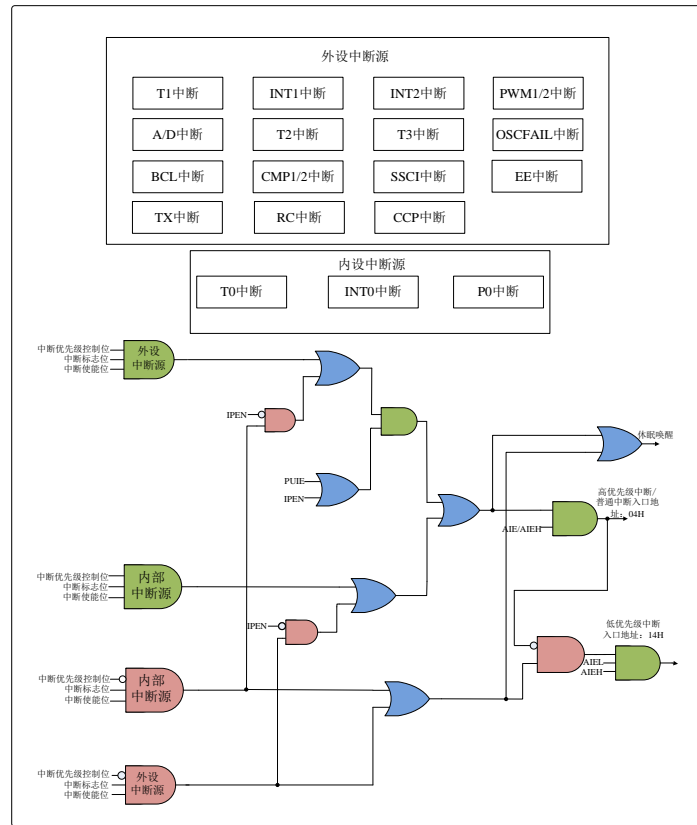 外设中断源
T1中断
INT1中断
INT2中断
PWM1/2中断
A/D中断
T2中断
T3中断
OSCFAIL中断
BCL中断
CMP1/2中断
SSCI中断
EE中断
TX中断
RC中断
CCP中断
内设中断源
T0中断
INT0中断
P0中断
中断优先级控制位
中断标志位
中断使能位
外设
中断源
IPEN
PUIE
IPEN
休眠唤醒
高优先级中断/
普通中断入口地
址：04H
AIE/AIEH
中断优先级控制位
中断标志位
中断使能位
内部
中断源
IPEN
低优先级中断
入口地址：14H
AIEL
AIEH
中断优先级控制位
中断标志位
中断使能位
内部
中断源
中断优先级控制位
中断标志位
中断使能位
外设
中断源